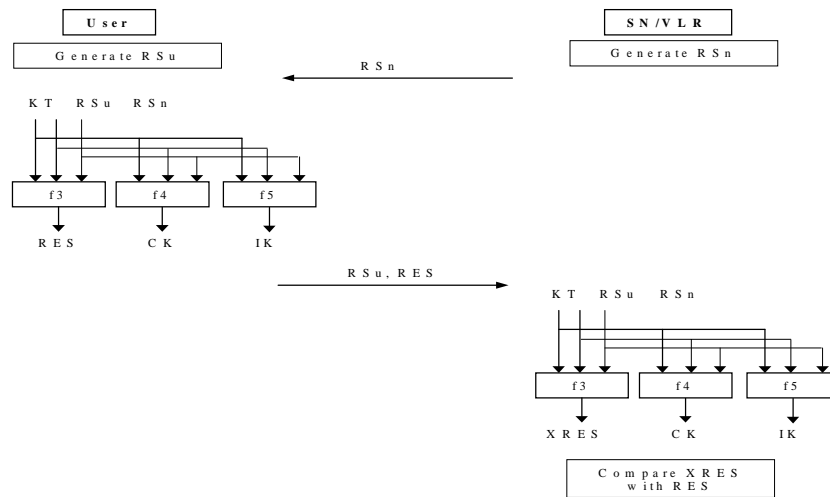 User
SN/VLR
Generate RSu
Generate RSn
RSn
KT RSu RSn
f3 f4 f5
RES CK IK
RSu, RES
KT RSu RSn
f3 f4 f5
XRES CK IK
Compare XRES
with RES